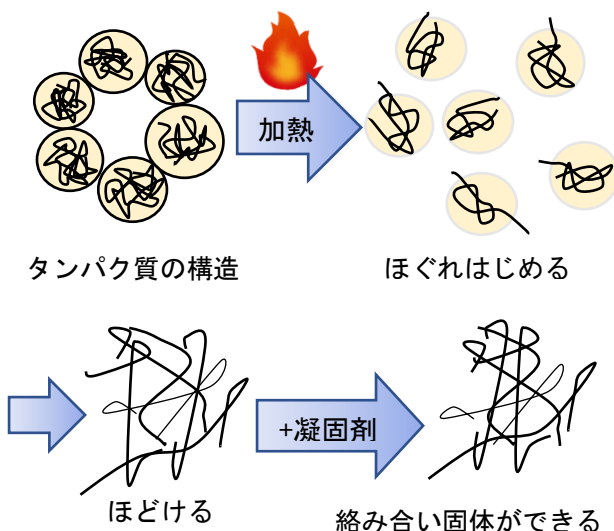 加熱
タンパク質の構造
ほぐれはじめる
+凝固剤
ほどける
絡み合い固体ができる